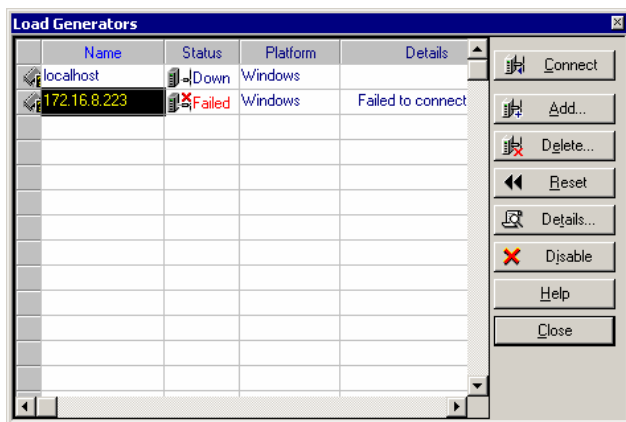 Load Generators
Name Status Platform Details
localhost Down Windows
172.16.8.223 Failed Windows Failed to connect
Connect
Add...
Delete...
Reset
Details...
Disable
Help
Close